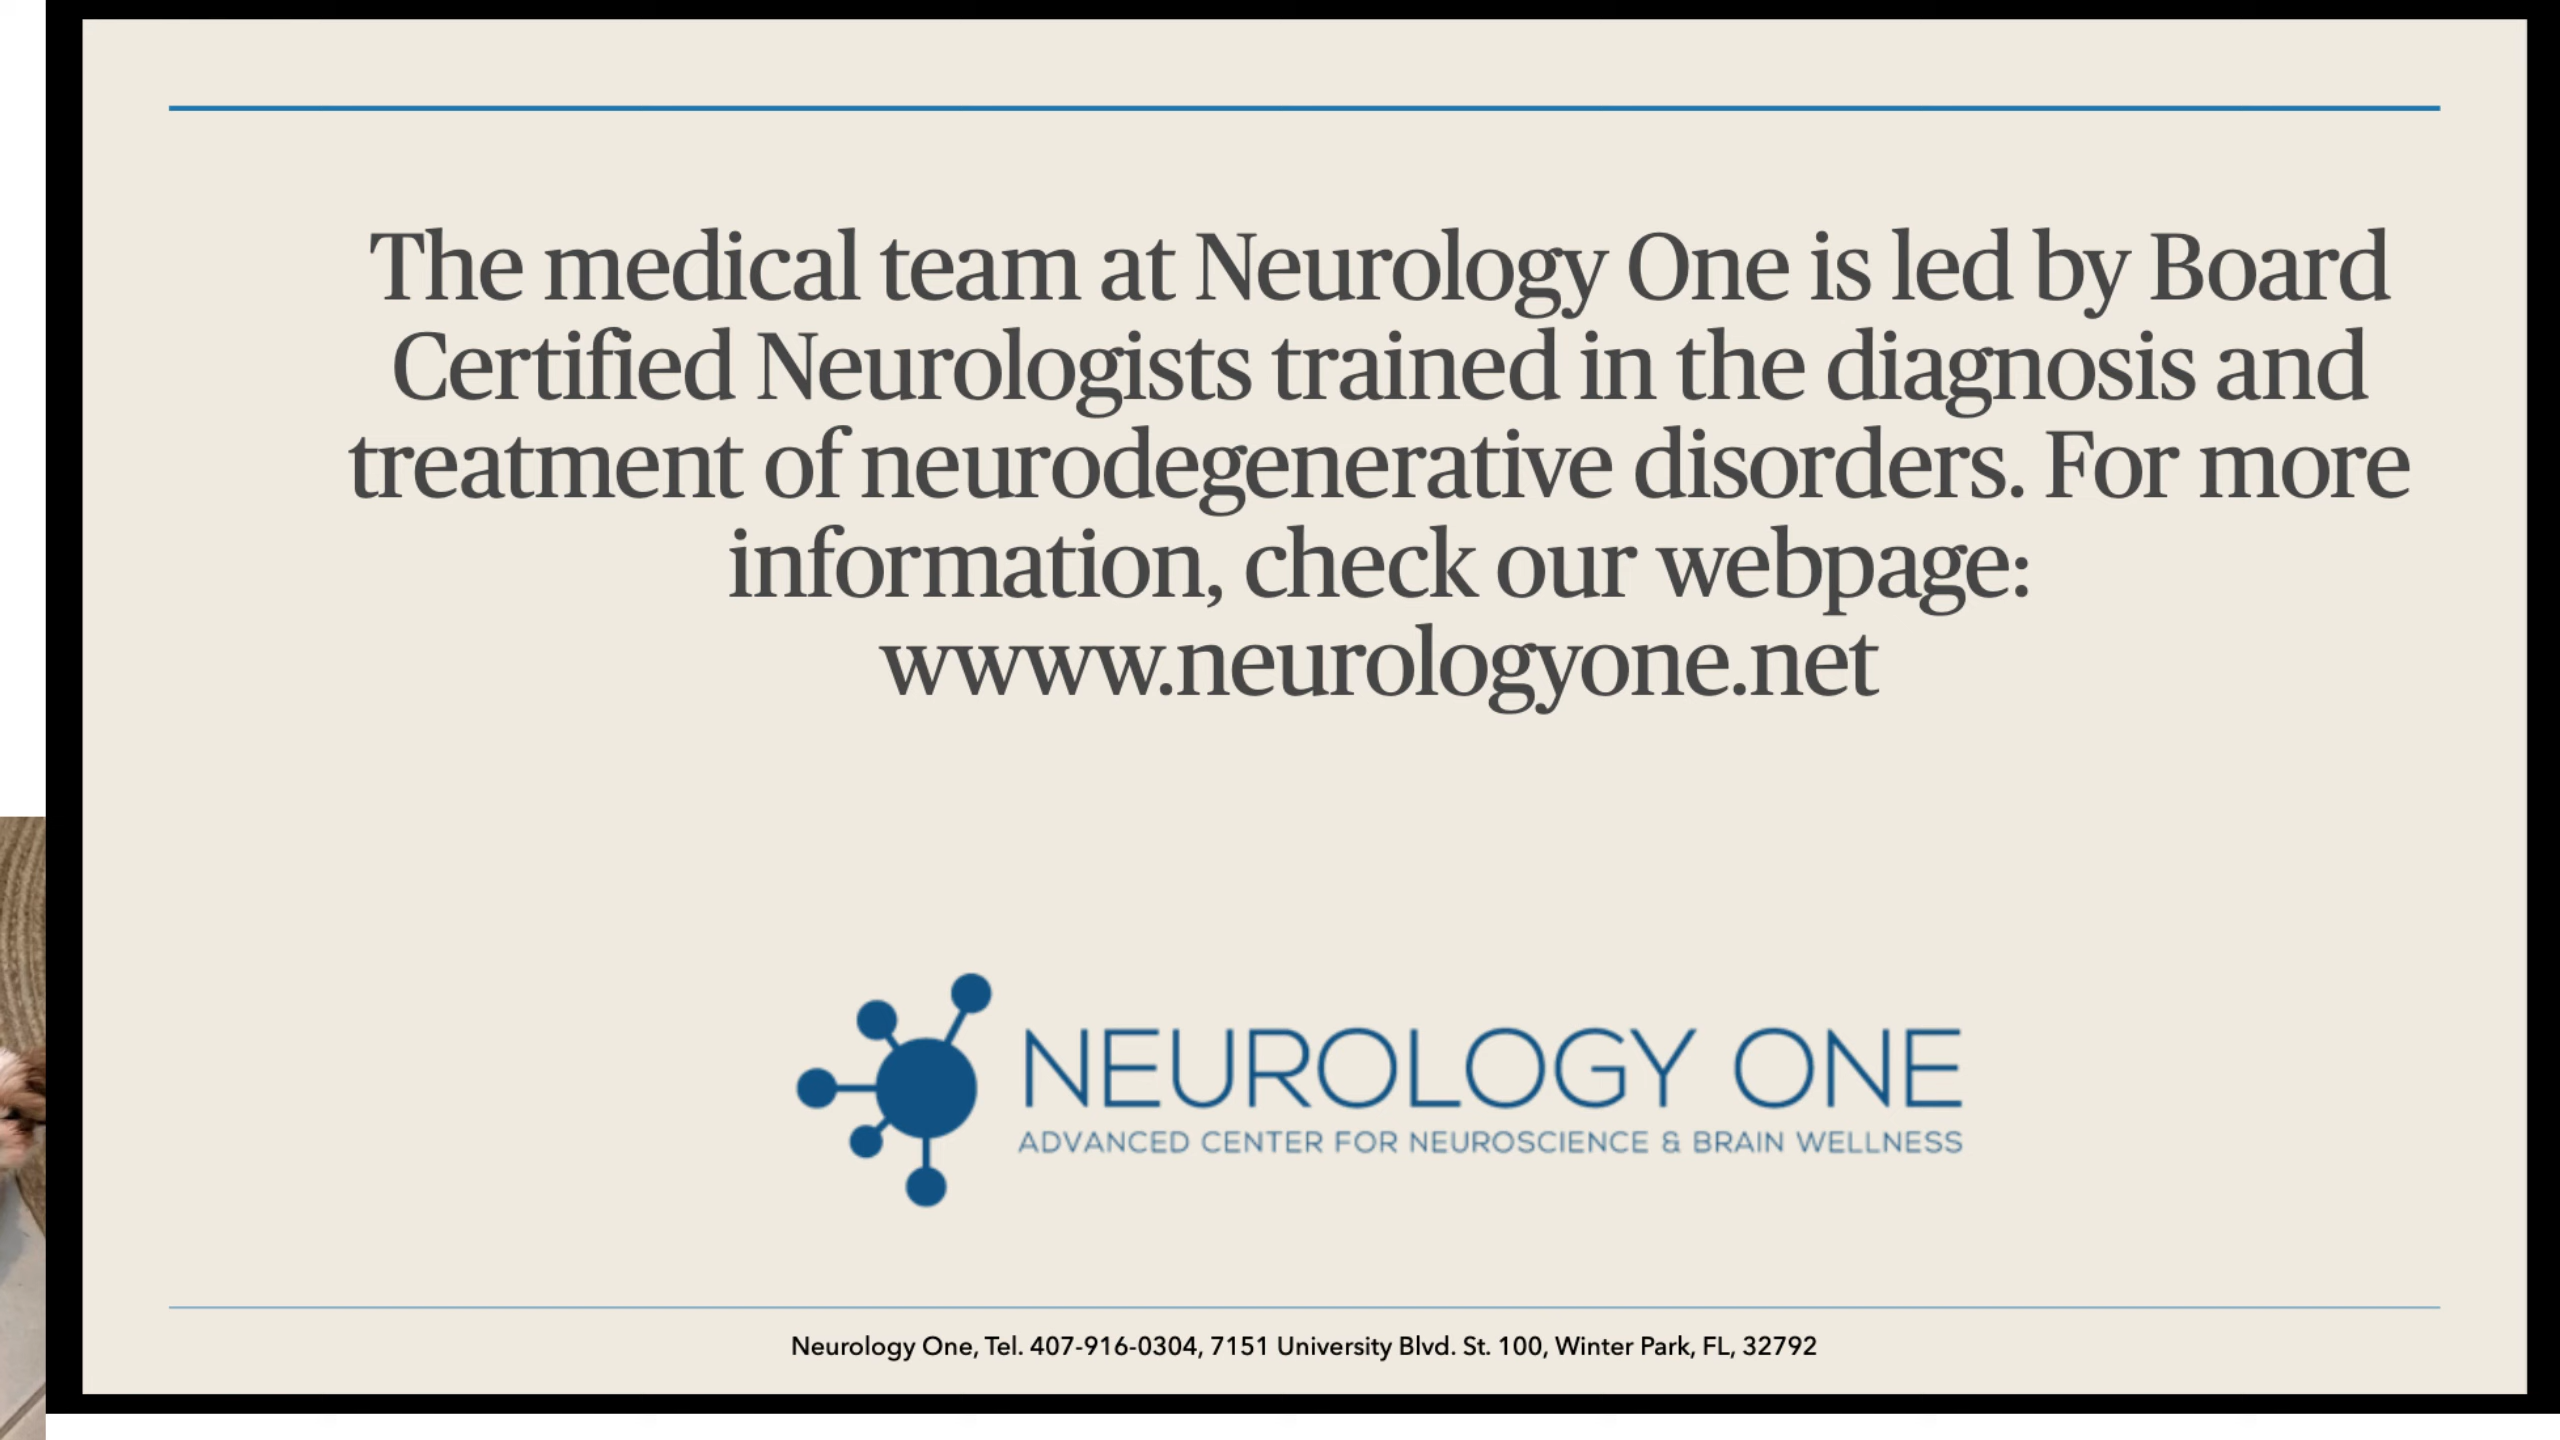 The medical team at Neurology One is led by Board
Certified Neurologists trained in the diagnosis and
treatment of neurodegenerative disorders. For more
information, check our webpage:
wwww.neurologyone.net
NEUROLOGY ONE
ADVANCED CENTER FOR NEUROSCIENCE & BRAIN WELLNESS
Neurology One, Tel. 407-916-0304, 7151 University Blvd. St. 100, Winter Park, FL, 32792